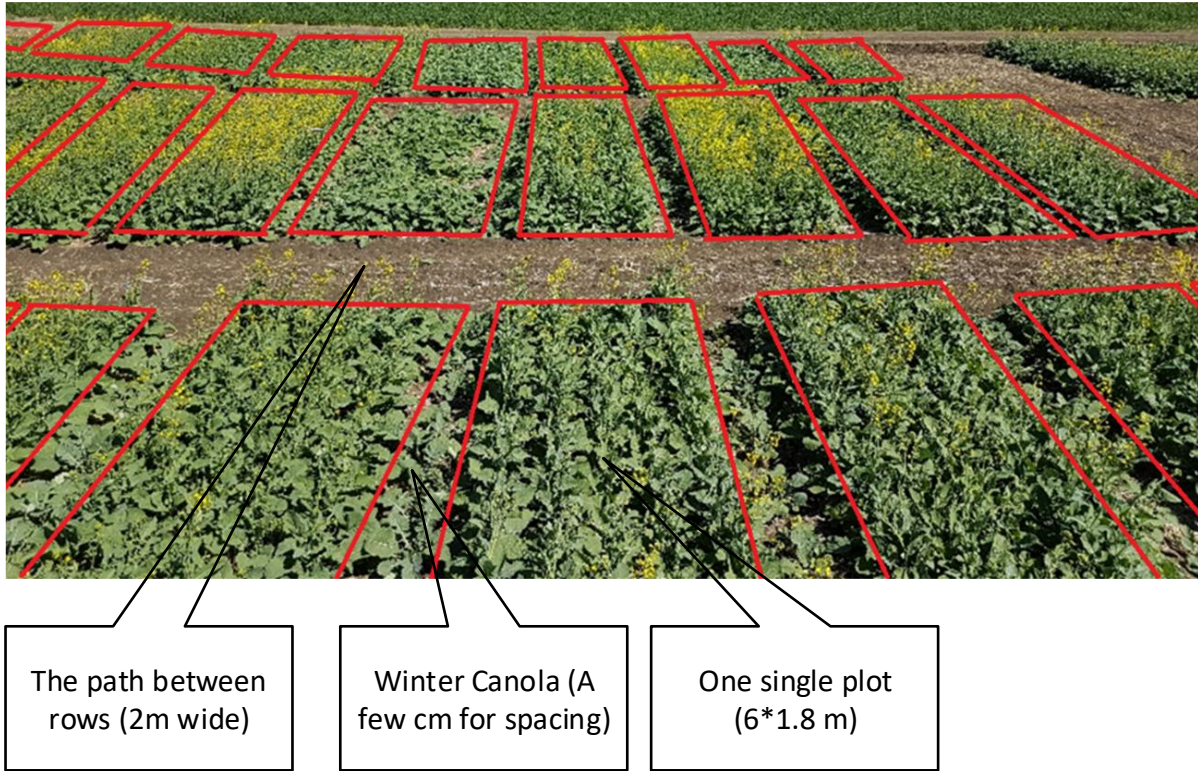 The path between
rows (2m wide)
Winter Canola (A
few cm for spacing)
One single plot
(6*1.8 m)